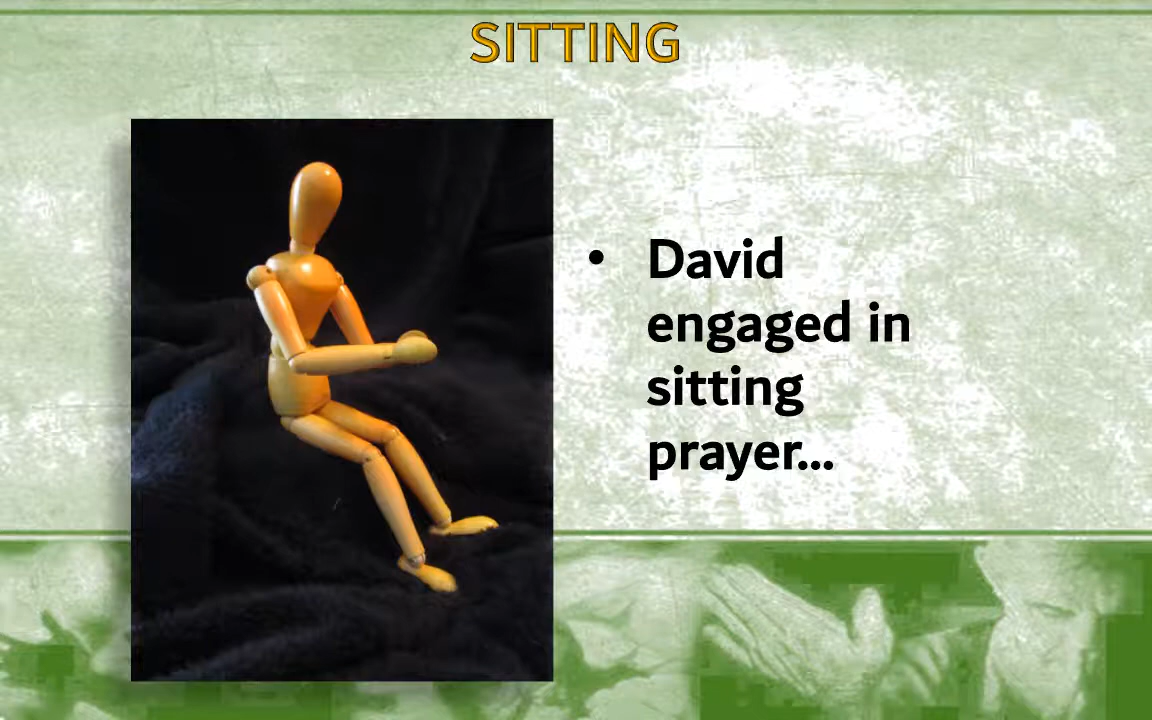 SITTING
• David
engaged in
sitting
prayer...